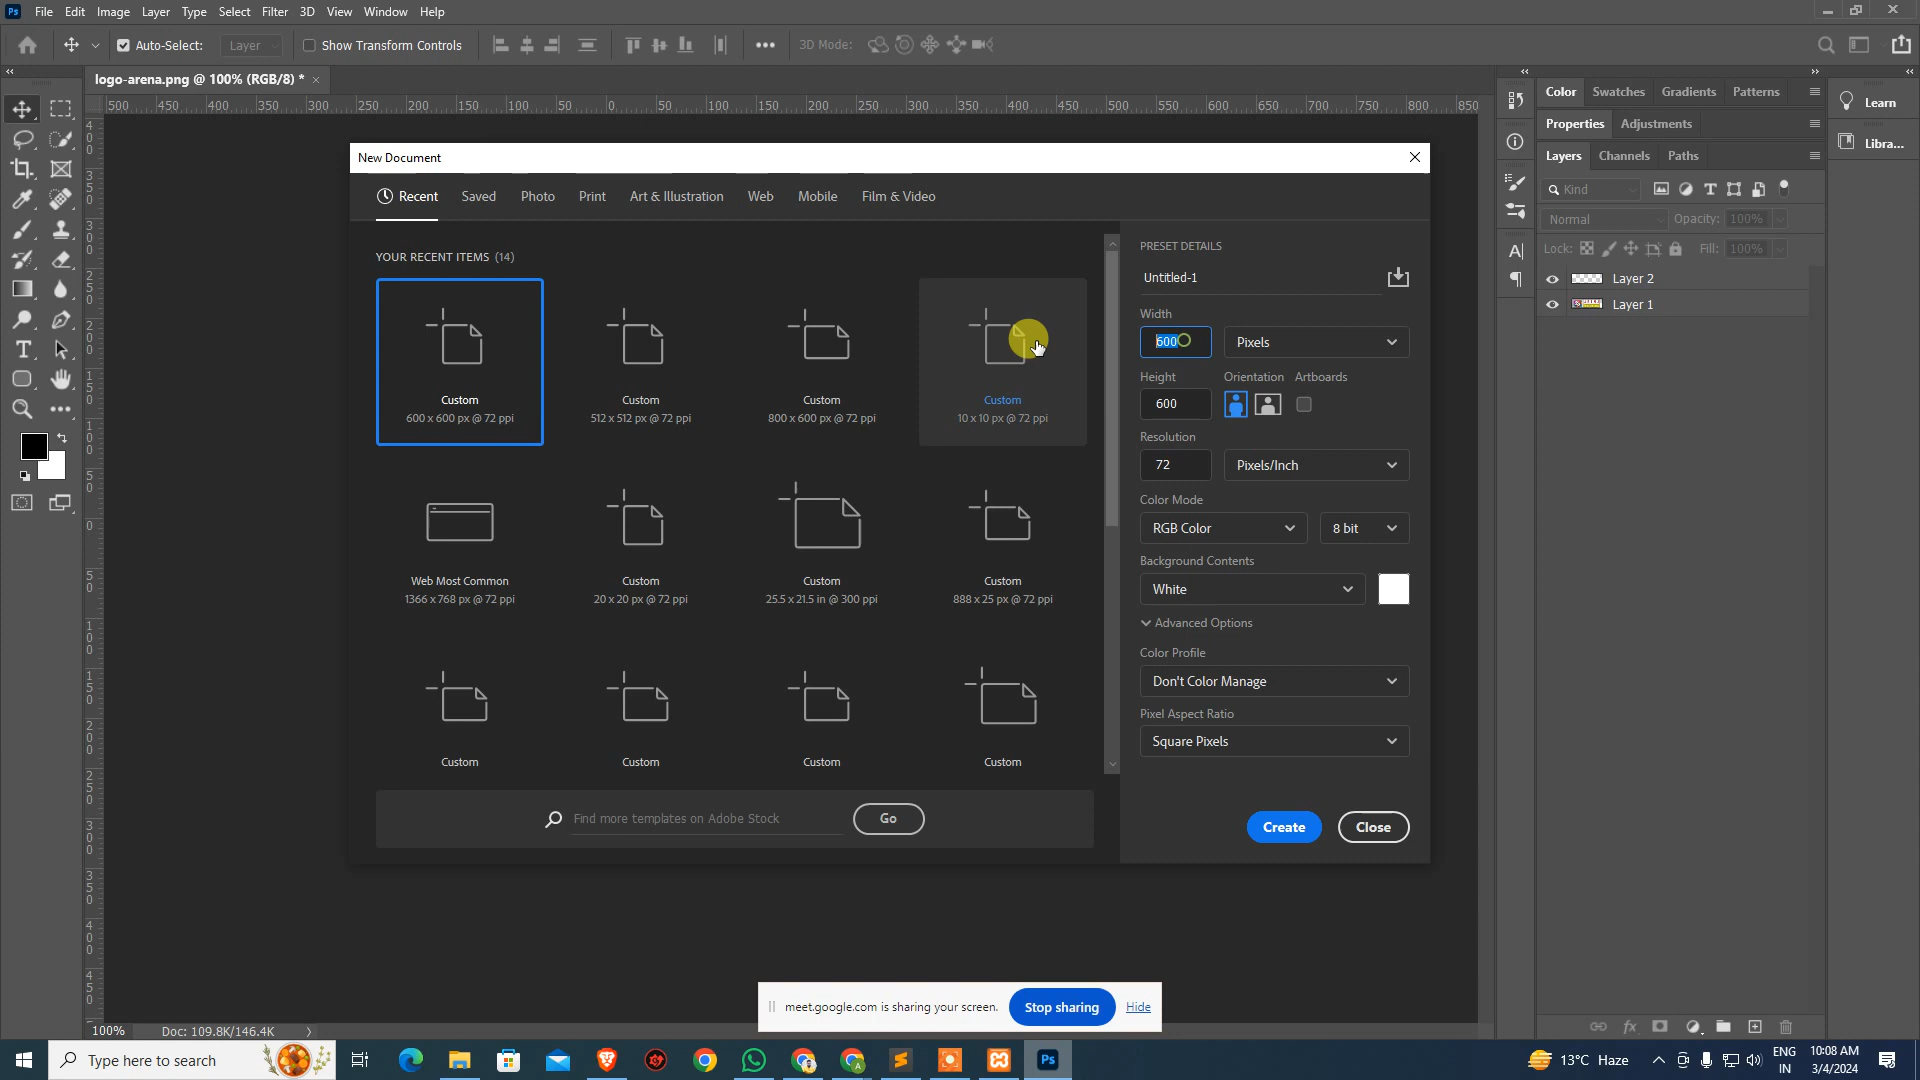 Ps File Edit Image Layer Type Select Filter 3D View Window Help
Auto-Select: Layer Show Transform Controls 3D Mode:
logo-arena.png @ 100% (RGB/8) *
500 450 400 350 300 250 200 150 100 50 0 50 100 150 200 250 300 350 400 450 500 550 600 650 700 750 800 850
New Document
Recent Saved Photo Print Art & Illustration Web Mobile Film & Video
YOUR RECENT ITEMS (14)
Custom
600 x 600 px @ 72 ppi
Custom
512 x 512 px @ 72 ppi
Custom
800 x 600 px @ 72 ppi
Custom
10 x 10 px @ 72 ppi
Web Most Common
1366 x 768 px @ 72 ppi
Custom
20 x 20 px @ 72 ppi
Custom
25.5 x 21.5 in @ 300 ppi
Custom
888 x 25 px @ 72 ppi
Custom
Custom
Custom
Custom
Find more templates on Adobe Stock
Go
PRESET DETAILS
Untitled-1
Width
600 Pixels
Height Orientation Artboards
600
Resolution
72 Pixels/Inch
Color Mode
RGB Color 8 bit
Background Contents
White
Advanced Options
Color Profile
Don't Color Manage
Pixel Aspect Ratio
Square Pixels
Create Close
Color Swatches Gradients Patterns
Properties Adjustments
Layers Channels Paths
Kind
Normal Opacity: 100%
Lock: Fill: 100%
Layer 2
Layer 1
Learn
Libra...
meet.google.com is sharing your screen. Stop sharing Hide
100% Doc: 109.8K/146.4K
Type here to search
Ps
13°C Haze
ENG
IN
10:08 AM
3/4/2024